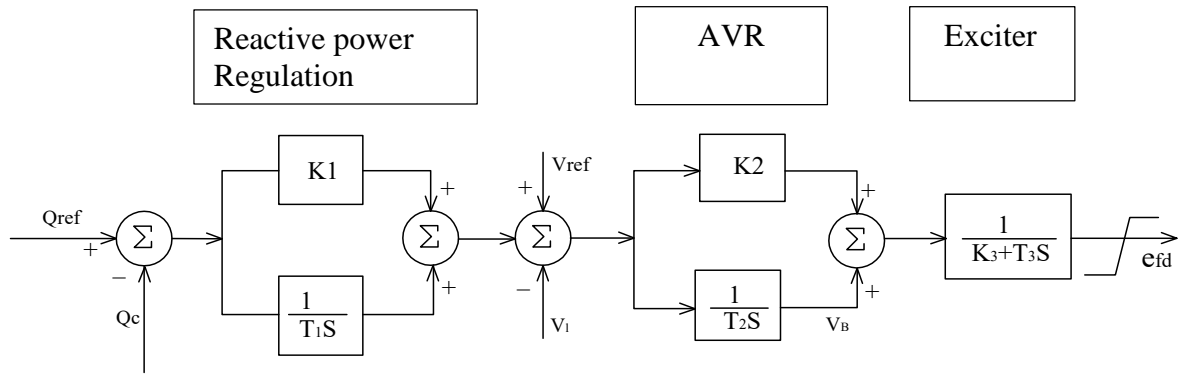 Reactive power
Regulation
AVR
Exciter
K1
Vref
K2
Qref
+
Σ
−
Qc
1
T1S
+
Σ
+
+
Σ
−
V1
1
T2S
VB
+
Σ
+
1
K3+T3S
efd